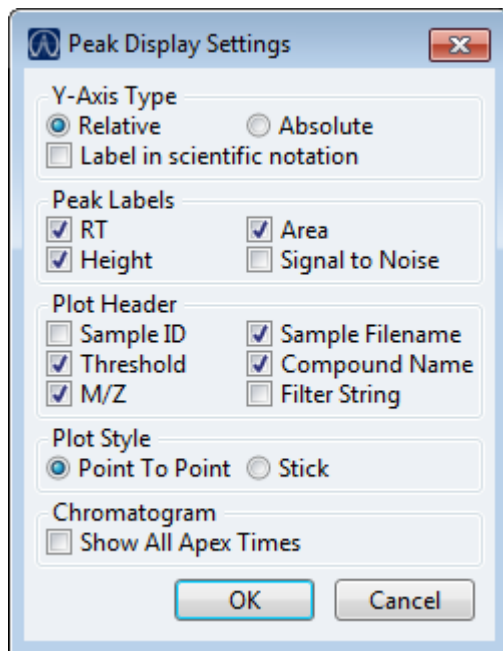 Peak Display Settings
Y-Axis Type
Relative Absolute
Label in scientific notation
Peak Labels
RT Area
Height Signal to Noise
Plot Header
Sample ID Sample Filename
Threshold Compound Name
M/Z Filter String
Plot Style
Point To Point Stick
Chromatogram
Show All Apex Times
OK Cancel